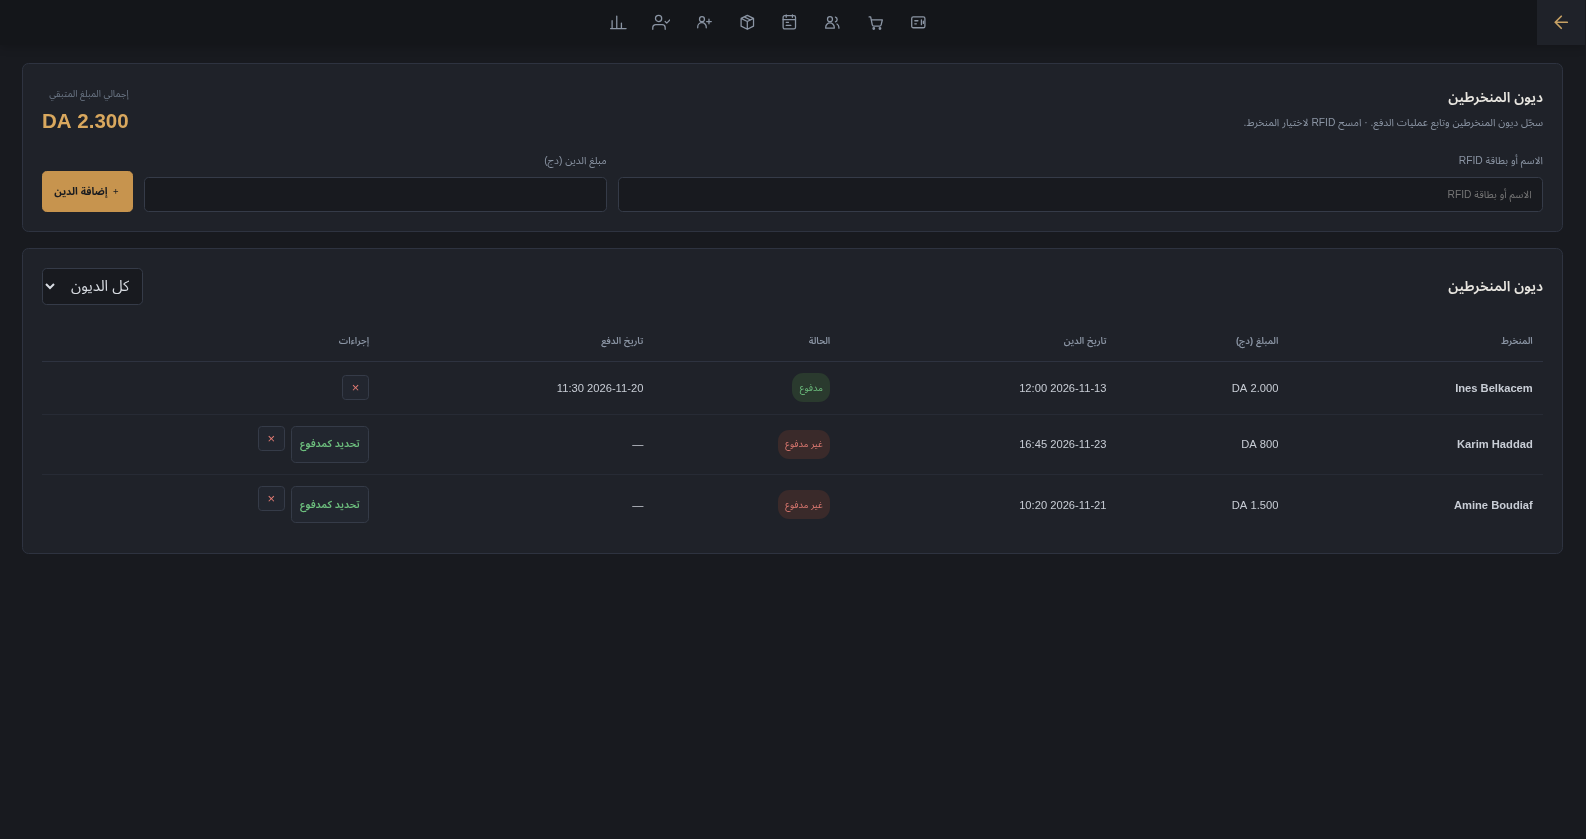 ديون المنخرطين
سجّل ديون المنخرطين وتابع عمليات الدفع. · امسح RFID لاختيار المنخرط.
إجمالي المبلغ المتبقي
DA 2.300
الاسم أو بطاقة RFID
مبلغ الدين (دج)
الاسم أو بطاقة RFID
+ إضافة الدين
ديون المنخرطين
كل الديون
المنخرط المبلغ (دج) تاريخ الدين الحالة تاريخ الدفع إجراءات
Ines Belkacem DA 2.000 12:00 2026-11-13 مدفوع 11:30 2026-11-20 ×
Karim Haddad DA 800 16:45 2026-11-23 غير مدفوع — تحديد كمدفوع ×
Amine Boudiaf DA 1.500 10:20 2026-11-21 غير مدفوع — تحديد كمدفوع ×